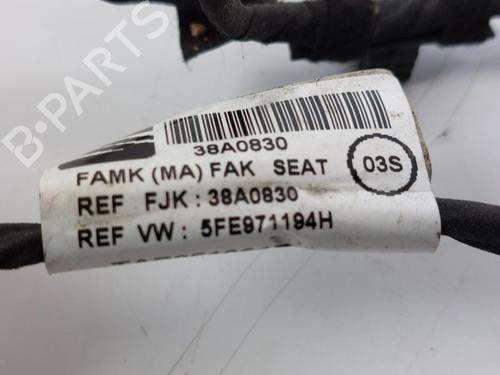 B-PARTS
38A0830
FAMK (MA) FAK SEAT
03S
REF FJK : 38A0830
REF VW : 5FE971194H